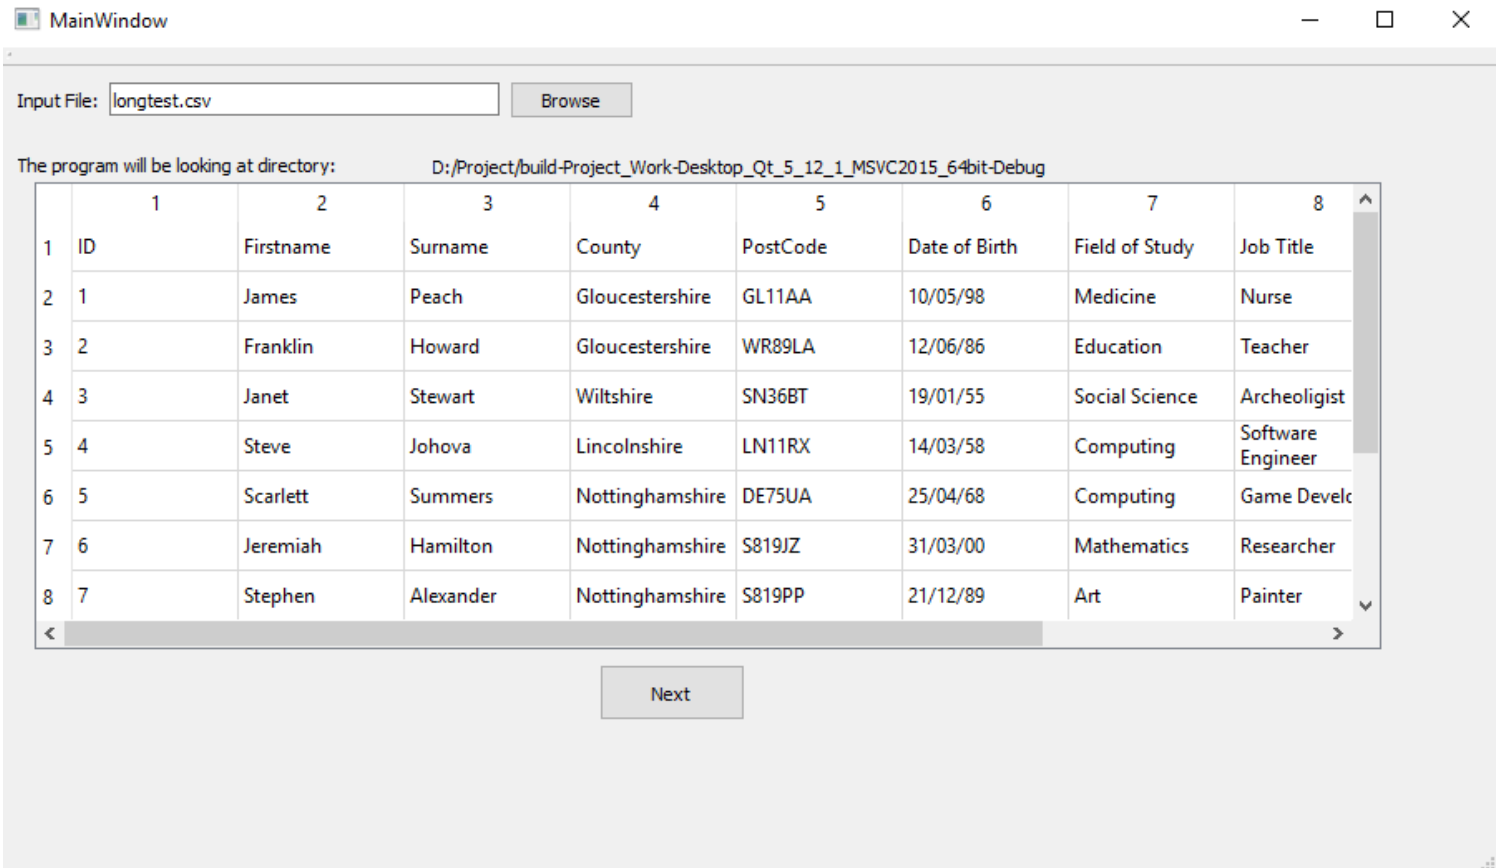 MainWindow
Input File: longtest.csv Browse
The program will be looking at directory: D:/Project/build-Project_Work-Desktop_Qt_5_12_1_MSVC2015_64bit-Debug
1 2 3 4 5 6 7 8
1 ID Firstname Surname County PostCode Date of Birth Field of Study Job Title
2 1 James Peach Gloucestershire GL11AA 10/05/98 Medicine Nurse
3 2 Franklin Howard Gloucestershire WR89LA 12/06/86 Education Teacher
4 3 Janet Stewart Wiltshire SN36BT 19/01/55 Social Science Archeoligist
5 4 Steve Johova Lincolnshire LN11RX 14/03/58 Computing Software Engineer
6 5 Scarlett Summers Nottinghamshire DE75UA 25/04/68 Computing Game Develo
7 6 Jeremiah Hamilton Nottinghamshire S819JZ 31/03/00 Mathematics Researcher
8 7 Stephen Alexander Nottinghamshire S819PP 21/12/89 Art Painter
Next